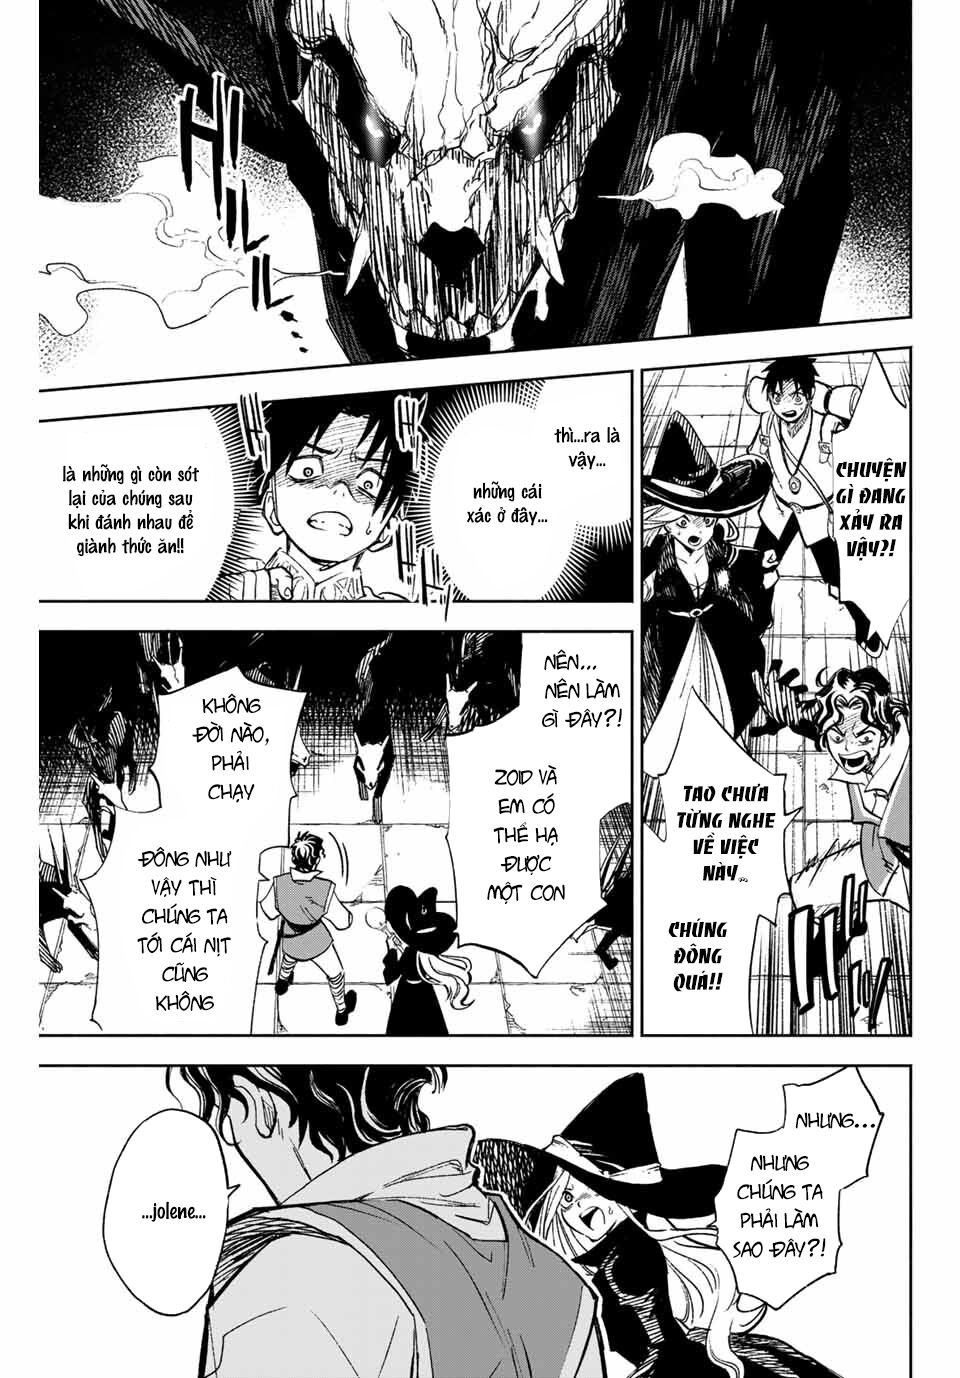 CHUYỆN
GÌ ĐANG
XẢY RA
VẬY?!
TAO CHƯA
TỪNG NGHE
VỀ VIỆC
NÀY...
CHÚNG
ĐÔNG
QUÁ!!
thì...ra là
vậy...
những cái
xác ở đây...
là những gì còn sót
lại của chúng sau
khi đánh nhau để
giành thức ăn!!
NÊN...
NÊN LÀM
GÌ ĐÂY?!
ZOID VÀ
EM CÓ
THỂ HẠ
ĐƯỢC
MỘT CON
KHÔNG
ĐỜI NÀO,
PHẢI
CHẠY
ĐÔNG NHƯ
VẬY THÌ
CHÚNG TA
TỚI CÁI NỊT
CŨNG
KHÔNG
NHƯNG...
NHƯNG
CHÚNG TA
PHẢI LÀM
SAO ĐÂY?!
...jolene...